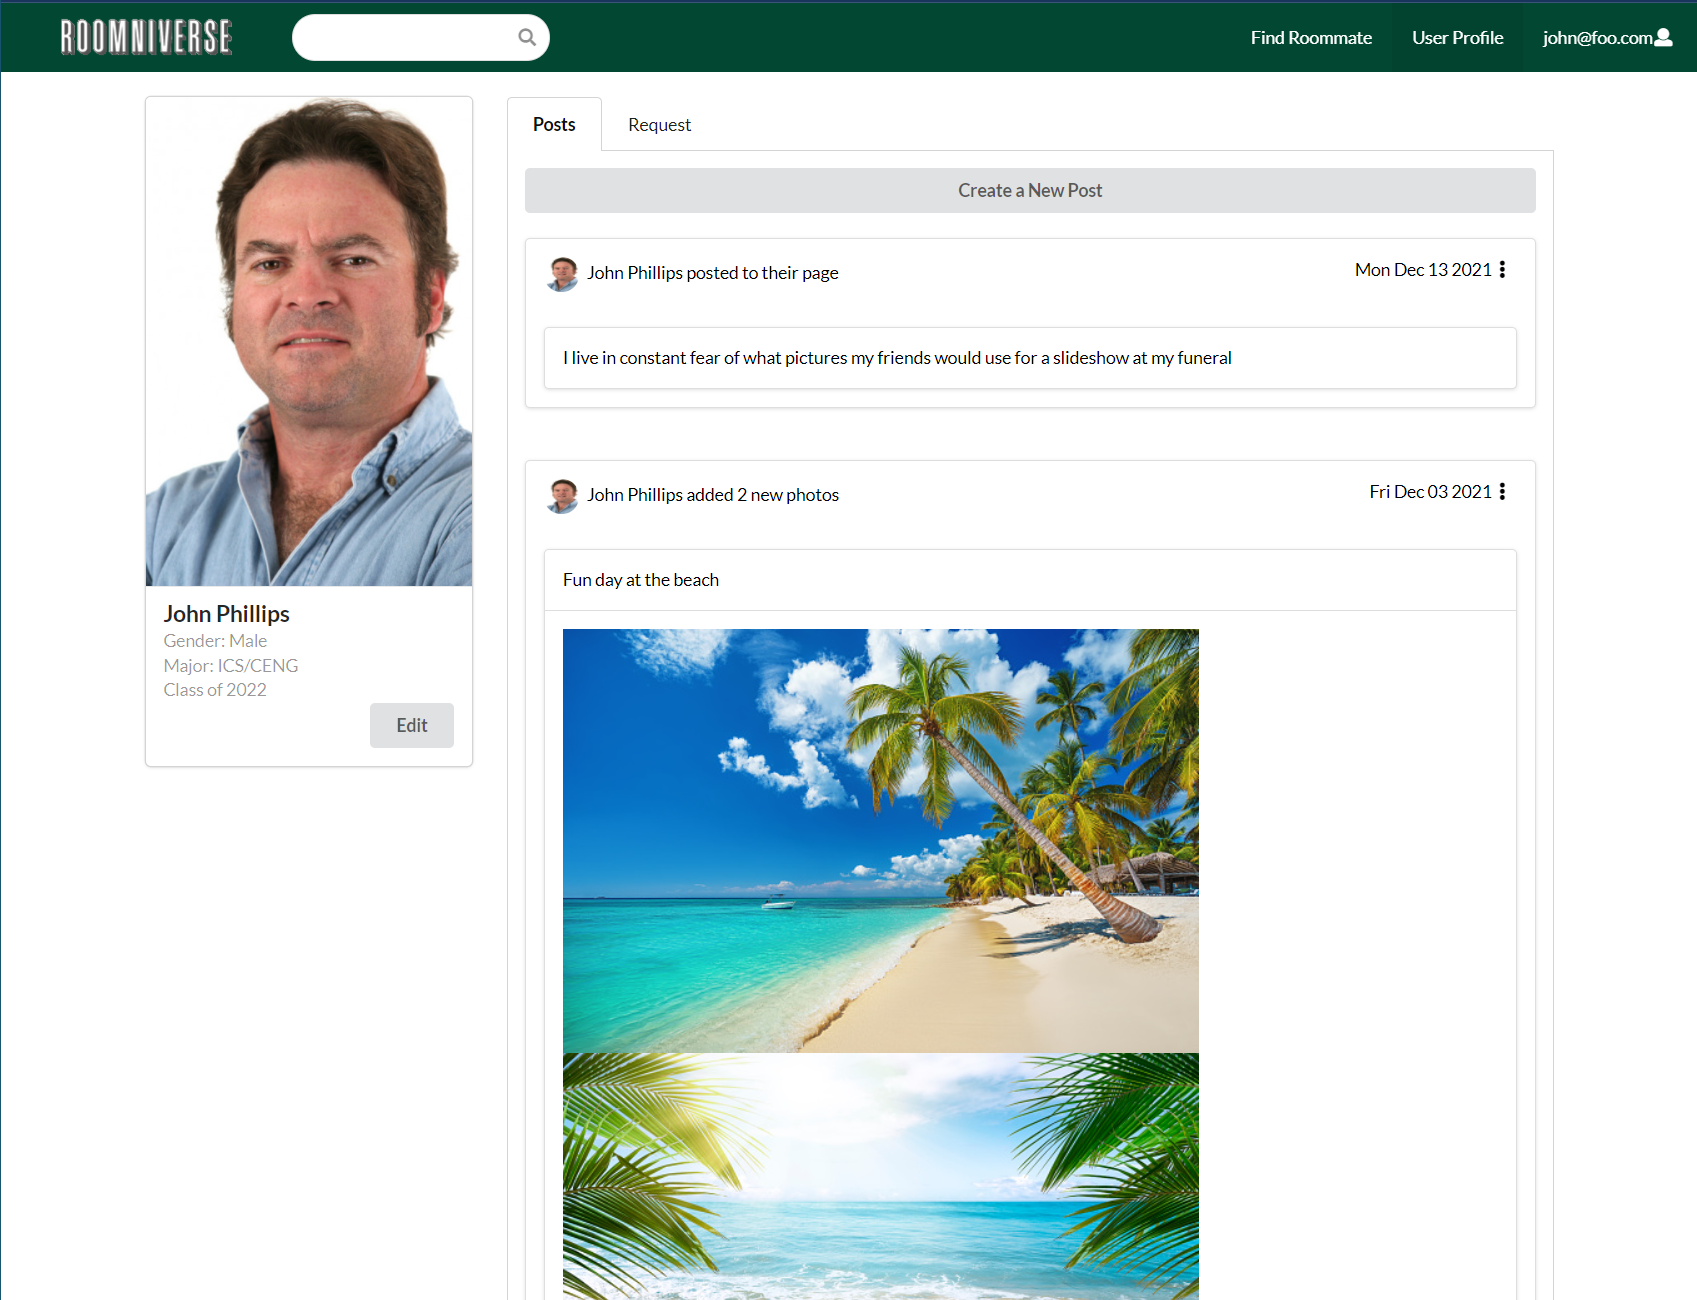 ROOMNIVERSE
Find Roommate
User Profile
john@foo.com
Posts
Request
Create a New Post
John Phillips posted to their page
Mon Dec 13 2021
I live in constant fear of what pictures my friends would use for a slideshow at my funeral
John Phillips added 2 new photos
Fri Dec 03 2021
Fun day at the beach
John Phillips
Gender: Male
Major: ICS/CENG
Class of 2022
Edit